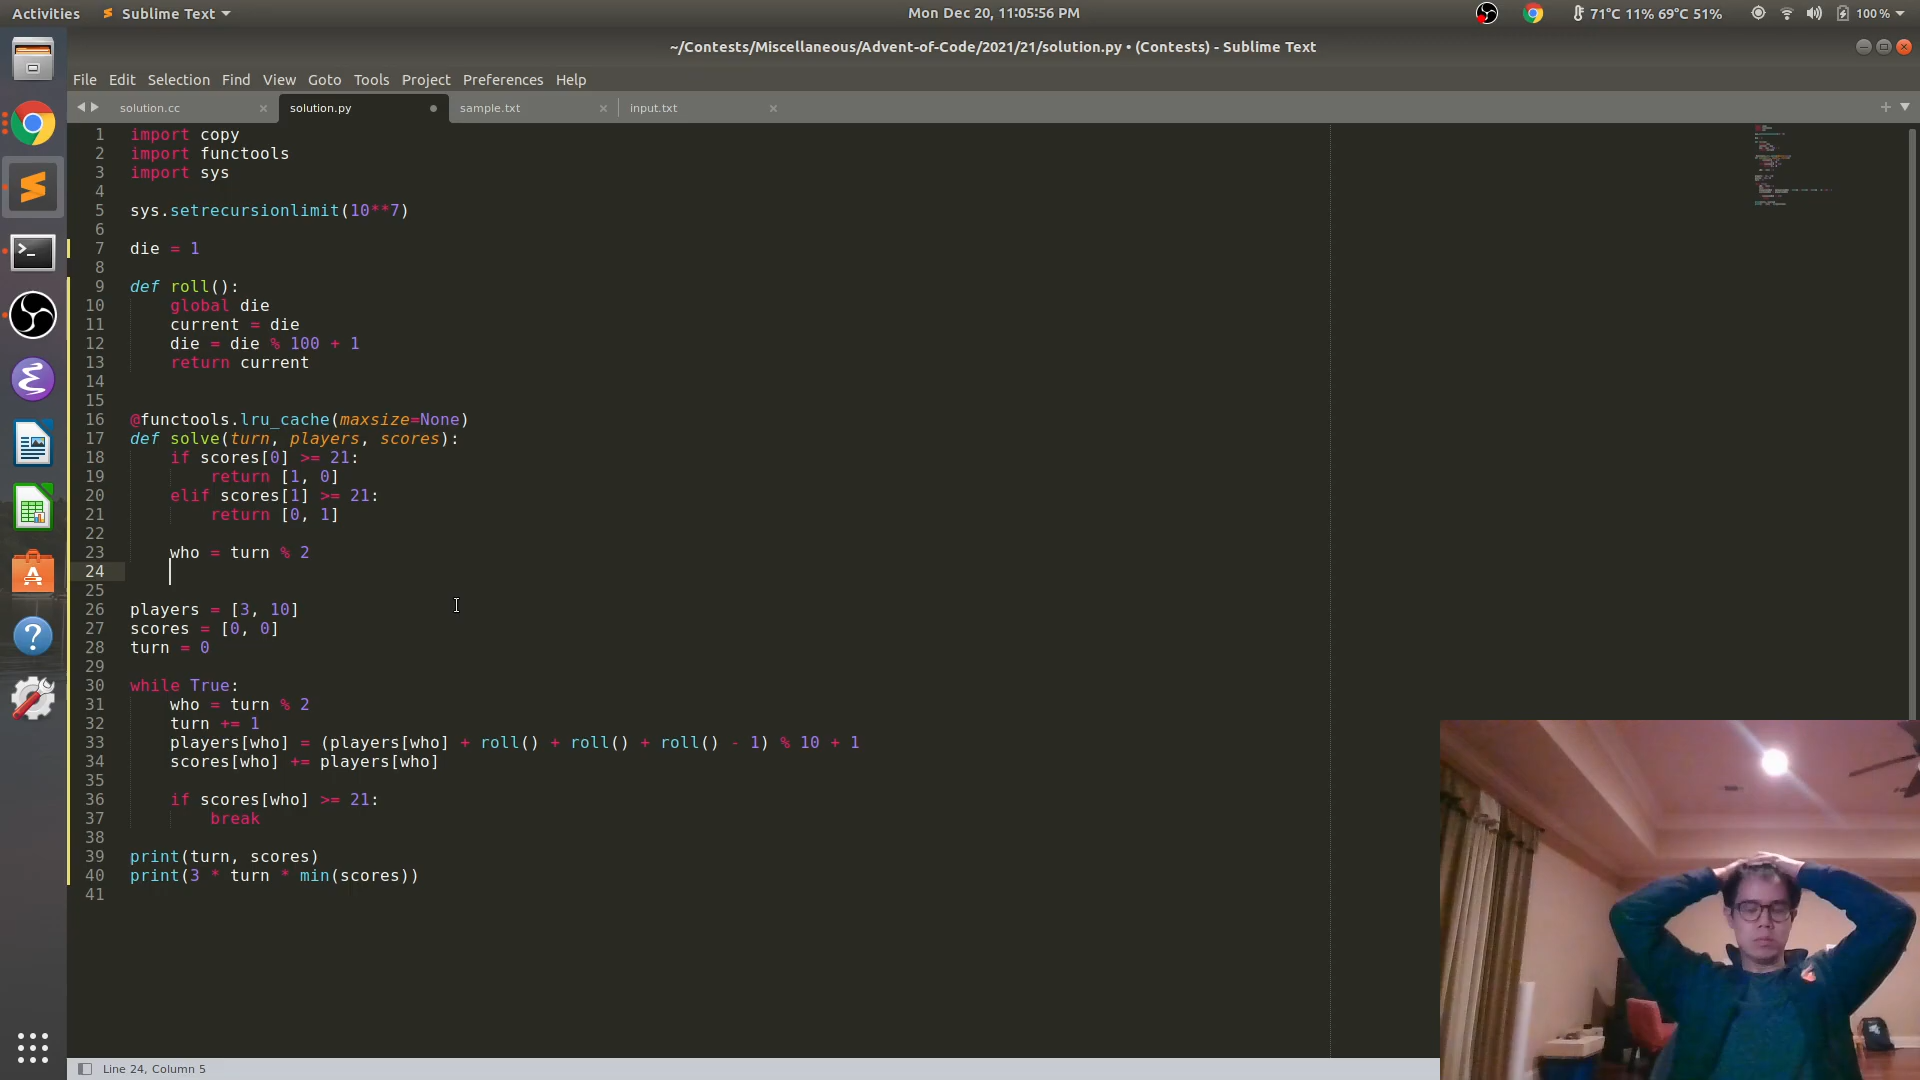 Activities Sublime Text Mon Dec 20, 11:05:56 PM 71°C 11% 69°C 51% 100 %
~/Contests/Miscellaneous/Advent-of-Code/2021/21/solution.py • (Contests) - Sublime Text
File Edit Selection Find View Goto Tools Project Preferences Help
solution.cc solution.py sample.txt input.txt
1 import copy
2 import functools
3 import sys
4
5 sys.setrecursionlimit(10**7)
6
7 die = 1
8
9 def roll():
10 global die
11 current = die
12 die = die % 100 + 1
13 return current
14
15
16 @functools.lru_cache(maxsize=None)
17 def solve(turn, players, scores):
18 if scores[0] >= 21:
19 return [1, 0]
20 elif scores[1] >= 21:
21 return [0, 1]
22
23 who = turn % 2
24
25
26 players = [3, 10]
27 scores = [0, 0]
28 turn = 0
29
30 while True:
31 who = turn % 2
32 turn += 1
33 players[who] = (players[who] + roll() + roll() + roll() - 1) % 10 + 1
34 scores[who] += players[who]
35
36 if scores[who] >= 21:
37 break
38
39 print(turn, scores)
40 print(3 * turn * min(scores))
41
Line 24, Column 5